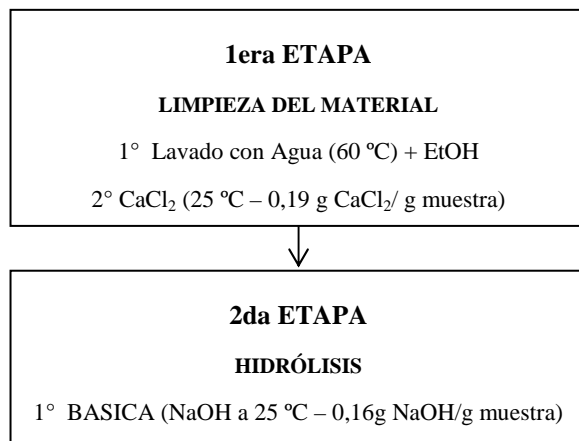 1era ETAPA
LIMPIEZA DEL MATERIAL
1° Lavado con Agua (60 ºC) + EtOH
2° CaCl₂ (25 ºC – 0,19 g CaCl₂/ g muestra)
2da ETAPA
HIDRÓLISIS
1° BASICA (NaOH a 25 ºC – 0,16g NaOH/g muestra)